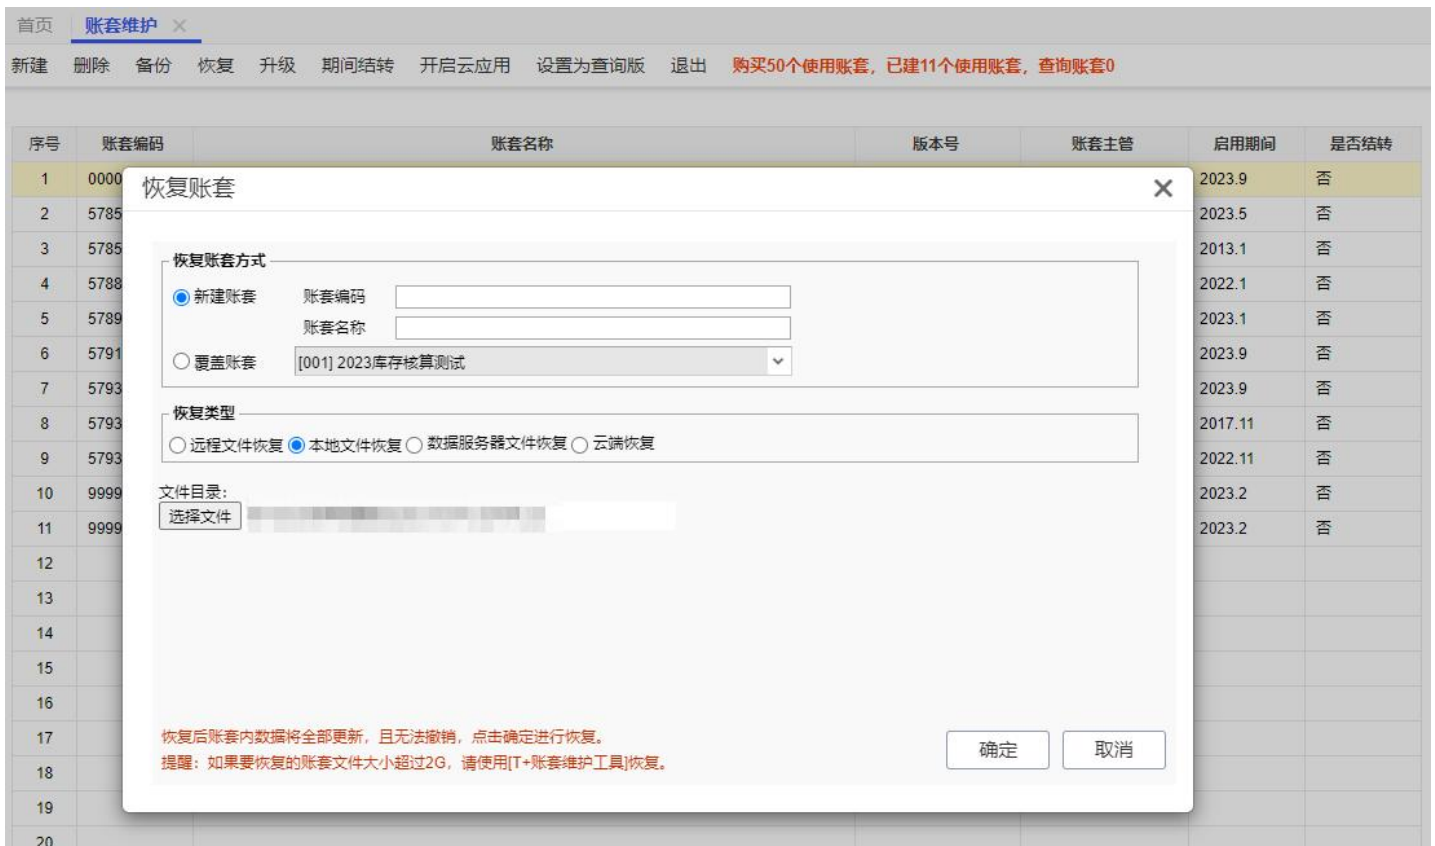 首页 账套维护 ×
新建 删除 备份 恢复 升级 期间结转 开启云应用 设置为查询版 退出 购买50个使用账套，已建11个使用账套，查询账套0
序号 账套编码 账套名称 版本号 账套主管 启用期间 是否结转
1 0000 2023.9 否
2 5785 2023.5 否
3 5785 2013.1 否
4 5788 2022.1 否
5 5789 2023.1 否
6 5791 2023.9 否
7 5793 2023.9 否
8 5793 2017.11 否
9 5793 2022.11 否
10 9999 2023.2 否
11 9999 2023.2 否
12
13
14
15
16
17
18
19
20
恢复账套
恢复账套方式
新建账套 账套编码
账套名称
覆盖账套 [001] 2023库存核算测试
恢复类型
远程文件恢复 本地文件恢复 数据服务器文件恢复 云端恢复
文件目录：
选择文件
恢复后账套内数据将全部更新，且无法撤销，点击确定进行恢复。
提醒：如果要恢复的账套文件大小超过2G，请使用[T+账套维护工具]恢复。
确定 取消